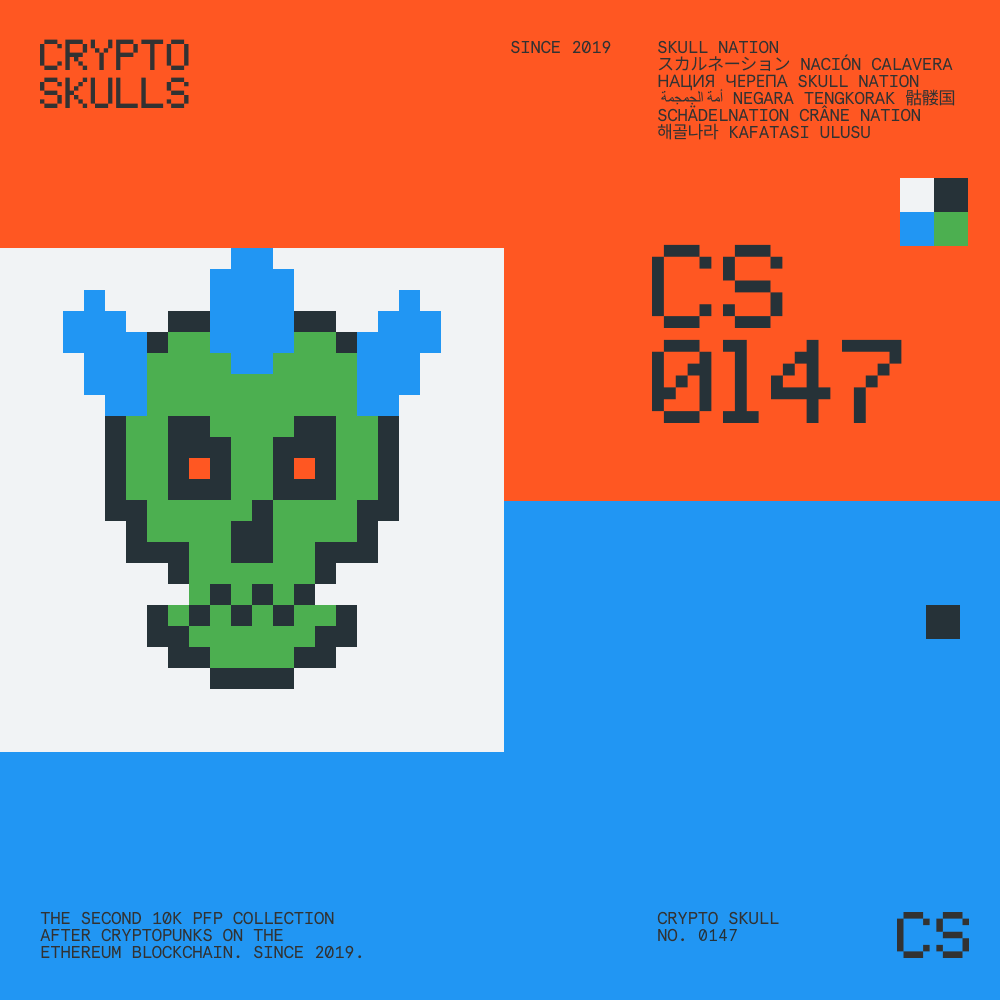 CRYPTO
SKULLS
SINCE 2019
SKULL NATION
スカルネーション NACIÓN CALAVERA
НАЦИЯ ЧЕРЕПА SKULL NATION
أمة الجمجمة NEGARA TENGKORAK 骷髅国
SCHÄDELNATION CRÂNE NATION
해골나라 KAFATASI ULUSU
CS
0147
THE SECOND 10K PFP COLLECTION
AFTER CRYPTOPUNKS ON THE
ETHEREUM BLOCKCHAIN. SINCE 2019.
CRYPTO SKULL
NO. 0147
CS